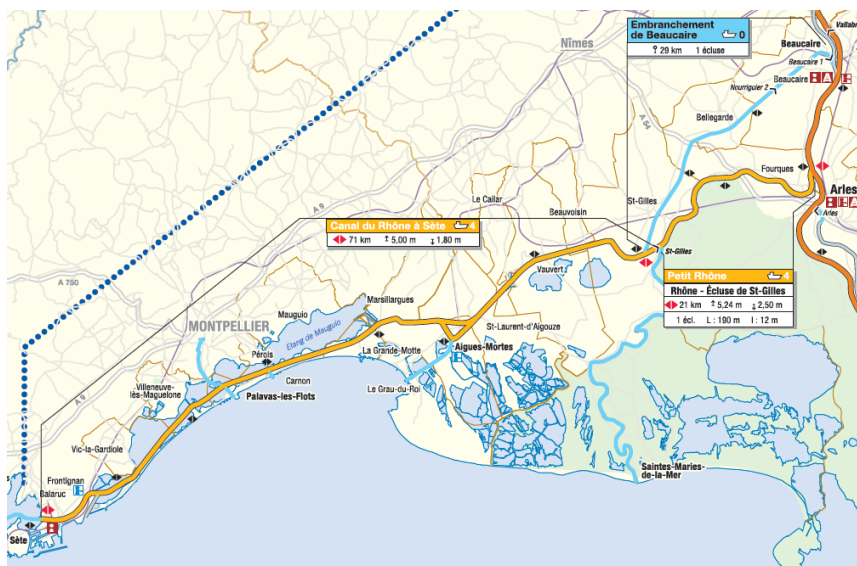 Embranchement
de Beaucaire 0
29 km 1 écluse
Vallabr
Beaucaire
Beaucaire 1
Beaucaire
Nourriguier 2
Bellegarde
Nîmes
A 54
Fourques
Arles
Arles
Le Cailar
Beauvoisin
St-Gilles
A 9
Canal du Rhône à Sète 4
71 km 5,00 m 1,80 m
St-Gilles
Petit Rhône 4
Rhône - Écluse de St-Gilles
21 km 5,24 m 2,50 m
1 écl. L : 190 m l : 12 m
A 750
Vauvert
Marsillargues
Mauguio
MONTPELLIER
Etang de Mauguio
St-Laurent-d'Aigouze
Pérols
La Grande-Motte
Aigues-Mortes
Carnon
Le Grau-du-Roi
Villeneuve-
lès-Maguelone
Palavas-les-Flots
A 9
Vic-la-Gardiole
Saintes-Maries-
de-la-Mer
Frontignan
Balaruc
Sète